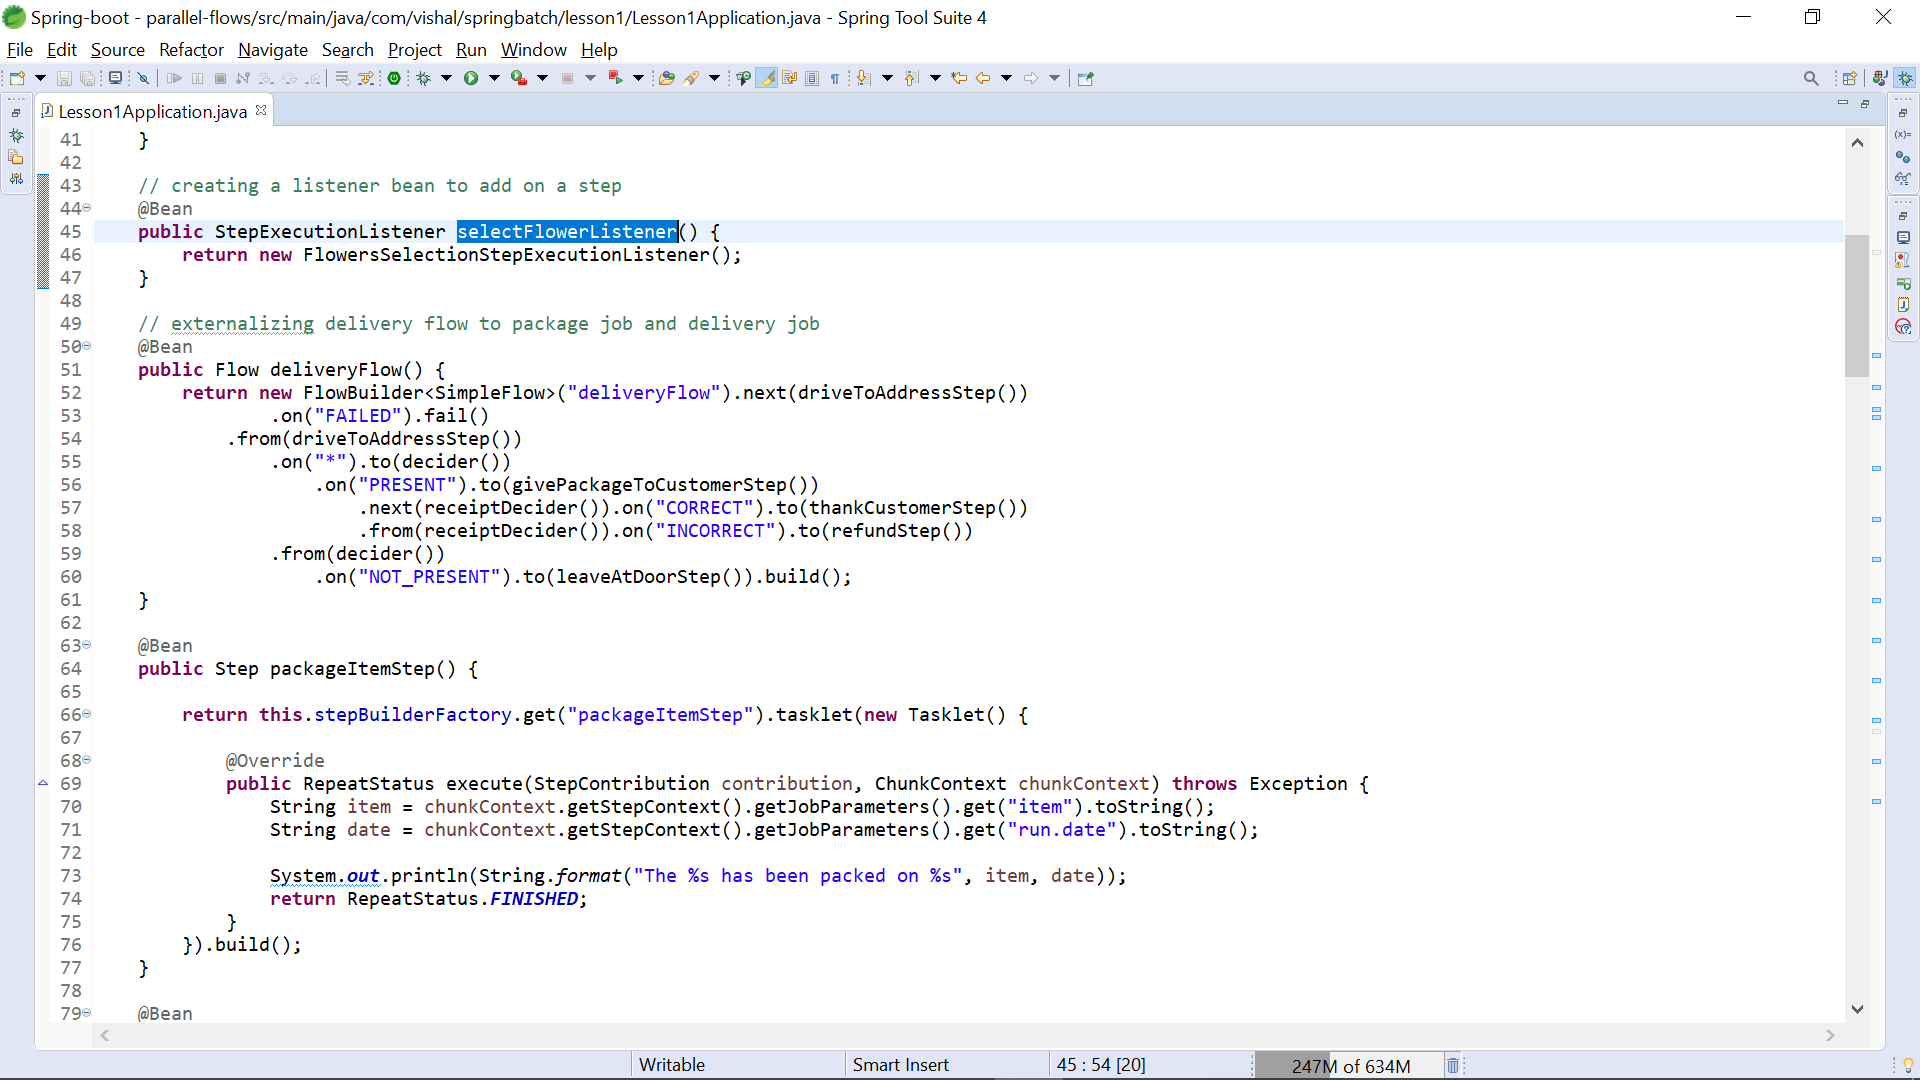 Spring-boot - parallel-flows/src/main/java/com/vishal/springbatch/lesson1/Lesson1Application.java - Spring Tool Suite 4
File Edit Source Refactor Navigate Search Project Run Window Help
Lesson1Application.java
41 }
42
43 // creating a listener bean to add on a step
44 @Bean
45 public StepExecutionListener selectFlowerListener() {
46 return new FlowersSelectionStepExecutionListener();
47 }
48
49 // externalizing delivery flow to package job and delivery job
50 @Bean
51 public Flow deliveryFlow() {
52 return new FlowBuilder<SimpleFlow>("deliveryFlow").next(driveToAddressStep())
53 .on("FAILED").fail()
54 .from(driveToAddressStep())
55 .on("*").to(decider())
56 .on("PRESENT").to(givePackageToCustomerStep())
57 .next(receiptDecider()).on("CORRECT").to(thankCustomerStep())
58 .from(receiptDecider()).on("INCORRECT").to(refundStep())
59 .from(decider())
60 .on("NOT_PRESENT").to(leaveAtDoorStep()).build();
61 }
62
63 @Bean
64 public Step packageItemStep() {
65
66 return this.stepBuilderFactory.get("packageItemStep").tasklet(new Tasklet() {
67
68 @Override
69 public RepeatStatus execute(StepContribution contribution, ChunkContext chunkContext) throws Exception {
70 String item = chunkContext.getStepContext().getJobParameters().get("item").toString();
71 String date = chunkContext.getStepContext().getJobParameters().get("run.date").toString();
72
73 System.out.println(String.format("The %s has been packed on %s", item, date));
74 return RepeatStatus.FINISHED;
75 }
76 }).build();
77 }
78
79 @Bean
Writable Smart Insert 45 : 54 [20] 247M of 634M